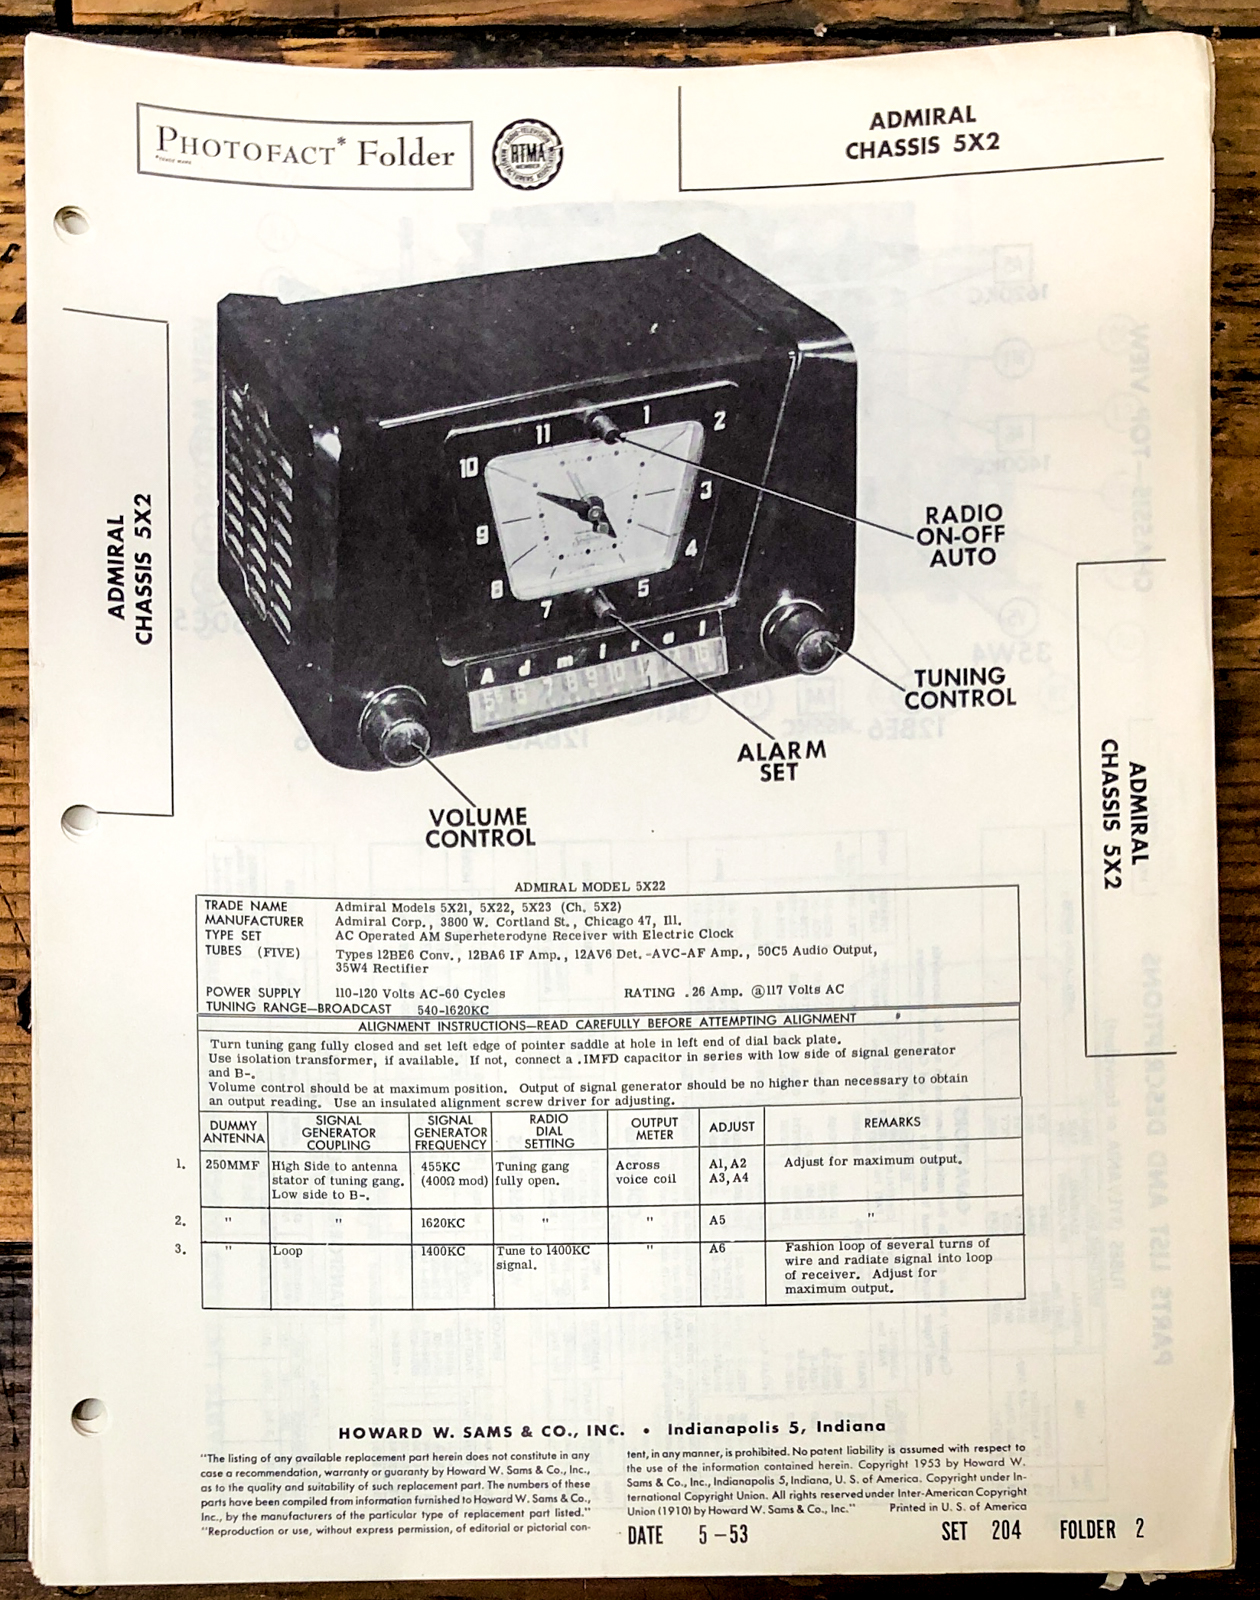 PHOTOFACT* Folder
*TRADE MARK
RTMA
ADMIRAL
CHASSIS 5X2
ADMIRAL
CHASSIS 5X2
11
1
2
10
3
9
4
8
5
7
Admiral
RADIO
ON-OFF
AUTO
TUNING
CONTROL
ALARM
SET
VOLUME
CONTROL
ADMIRAL
CHASSIS 5X2
ADMIRAL MODEL 5X22
TRADE NAME Admiral Models 5X21, 5X22, 5X23 (Ch. 5X2)
MANUFACTURER Admiral Corp., 3800 W. Cortland St., Chicago 47, Ill.
TYPE SET AC Operated AM Superheterodyne Receiver with Electric Clock
TUBES (FIVE) Types 12BE6 Conv., 12BA6 IF Amp., 12AV6 Det.-AVC-AF Amp., 50C5 Audio Output,
35W4 Rectifier
POWER SUPPLY 110-120 Volts AC-60 Cycles RATING .26 Amp. @117 Volts AC
TUNING RANGE—BROADCAST 540-1620KC
ALIGNMENT INSTRUCTIONS—READ CAREFULLY BEFORE ATTEMPTING ALIGNMENT
Turn tuning gang fully closed and set left edge of pointer saddle at hole in left end of dial back plate.
Use isolation transformer, if available. If not, connect a .1MFD capacitor in series with low side of signal generator
and B-.
Volume control should be at maximum position. Output of signal generator should be no higher than necessary to obtain
an output reading. Use an insulated alignment screw driver for adjusting.
DUMMY ANTENNA SIGNAL GENERATOR COUPLING SIGNAL GENERATOR FREQUENCY RADIO DIAL SETTING OUTPUT METER ADJUST REMARKS
1. 250MMF High Side to antenna 455KC Tuning gang Across A1, A2 Adjust for maximum output.
stator of tuning gang. (400Ω mod) fully open. voice coil A3, A4
Low side to B-.
2. " " 1620KC " " A5 "
3. " Loop 1400KC Tune to 1400KC " A6 Fashion loop of several turns of
signal. wire and radiate signal into loop
of receiver. Adjust for
maximum output.
HOWARD W. SAMS & CO., INC. • Indianapolis 5, Indiana
"The listing of any available replacement part herein does not constitute in any
case a recommendation, warranty or guaranty by Howard W. Sams & Co., Inc.,
as to the quality and suitability of such replacement part. The numbers of these
parts have been compiled from information furnished to Howard W. Sams & Co.,
Inc., by the manufacturers of the particular type of replacement part listed."
"Reproduction or use, without express permission, of editorial or pictorial con-
tent, in any manner, is prohibited. No patent liability is assumed with respect to
the use of the information contained herein. Copyright 1953 by Howard W.
Sams & Co., Inc., Indianapolis 5, Indiana, U. S. of America. Copyright under In-
ternational Copyright Union. All rights reserved under Inter-American Copyright
Union (1910) by Howard W. Sams & Co., Inc." Printed in U. S. of America
DATE 5-53 SET 204 FOLDER 2